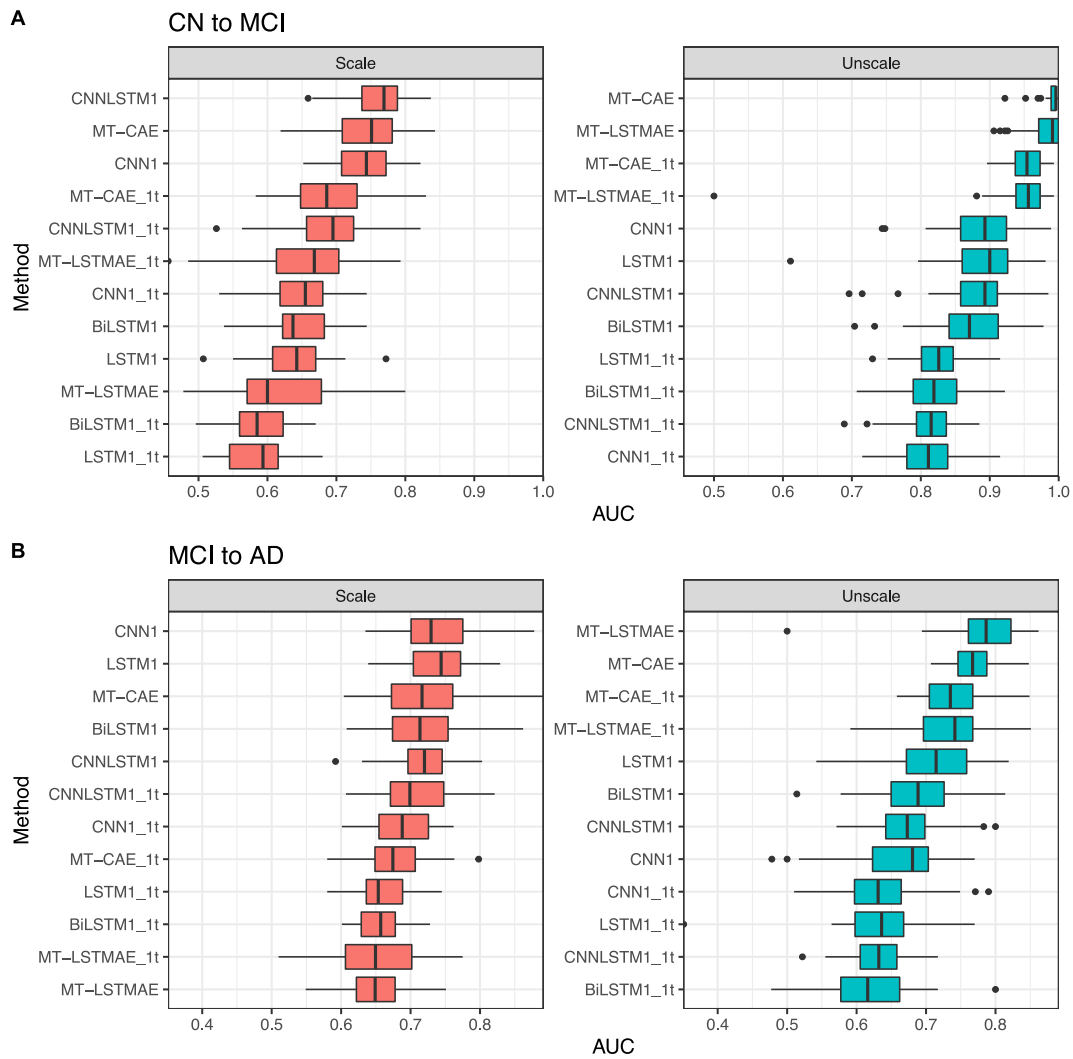 A
CN to MCI
Scale
Unscale
Method
CNNLSTM1
MT−CAE
CNN1
MT−CAE_1t
CNNLSTM1_1t
MT−LSTMAE_1t
CNN1_1t
BiLSTM1
LSTM1
MT−LSTMAE
BiLSTM1_1t
LSTM1_1t
0.5 0.6 0.7 0.8 0.9 1.0
MT−CAE
MT−LSTMAE
MT−CAE_1t
MT−LSTMAE_1t
CNN1
LSTM1
CNNLSTM1
BiLSTM1
LSTM1_1t
BiLSTM1_1t
CNNLSTM1_1t
CNN1_1t
0.5 0.6 0.7 0.8 0.9 1.0
AUC
B
MCI to AD
Scale
Unscale
Method
CNN1
LSTM1
MT−CAE
BiLSTM1
CNNLSTM1
CNNLSTM1_1t
CNN1_1t
MT−CAE_1t
LSTM1_1t
BiLSTM1_1t
MT−LSTMAE_1t
MT−LSTMAE
0.4 0.5 0.6 0.7 0.8
MT−LSTMAE
MT−CAE
MT−CAE_1t
MT−LSTMAE_1t
LSTM1
BiLSTM1
CNNLSTM1
CNN1
CNN1_1t
LSTM1_1t
CNNLSTM1_1t
BiLSTM1_1t
0.4 0.5 0.6 0.7 0.8
AUC